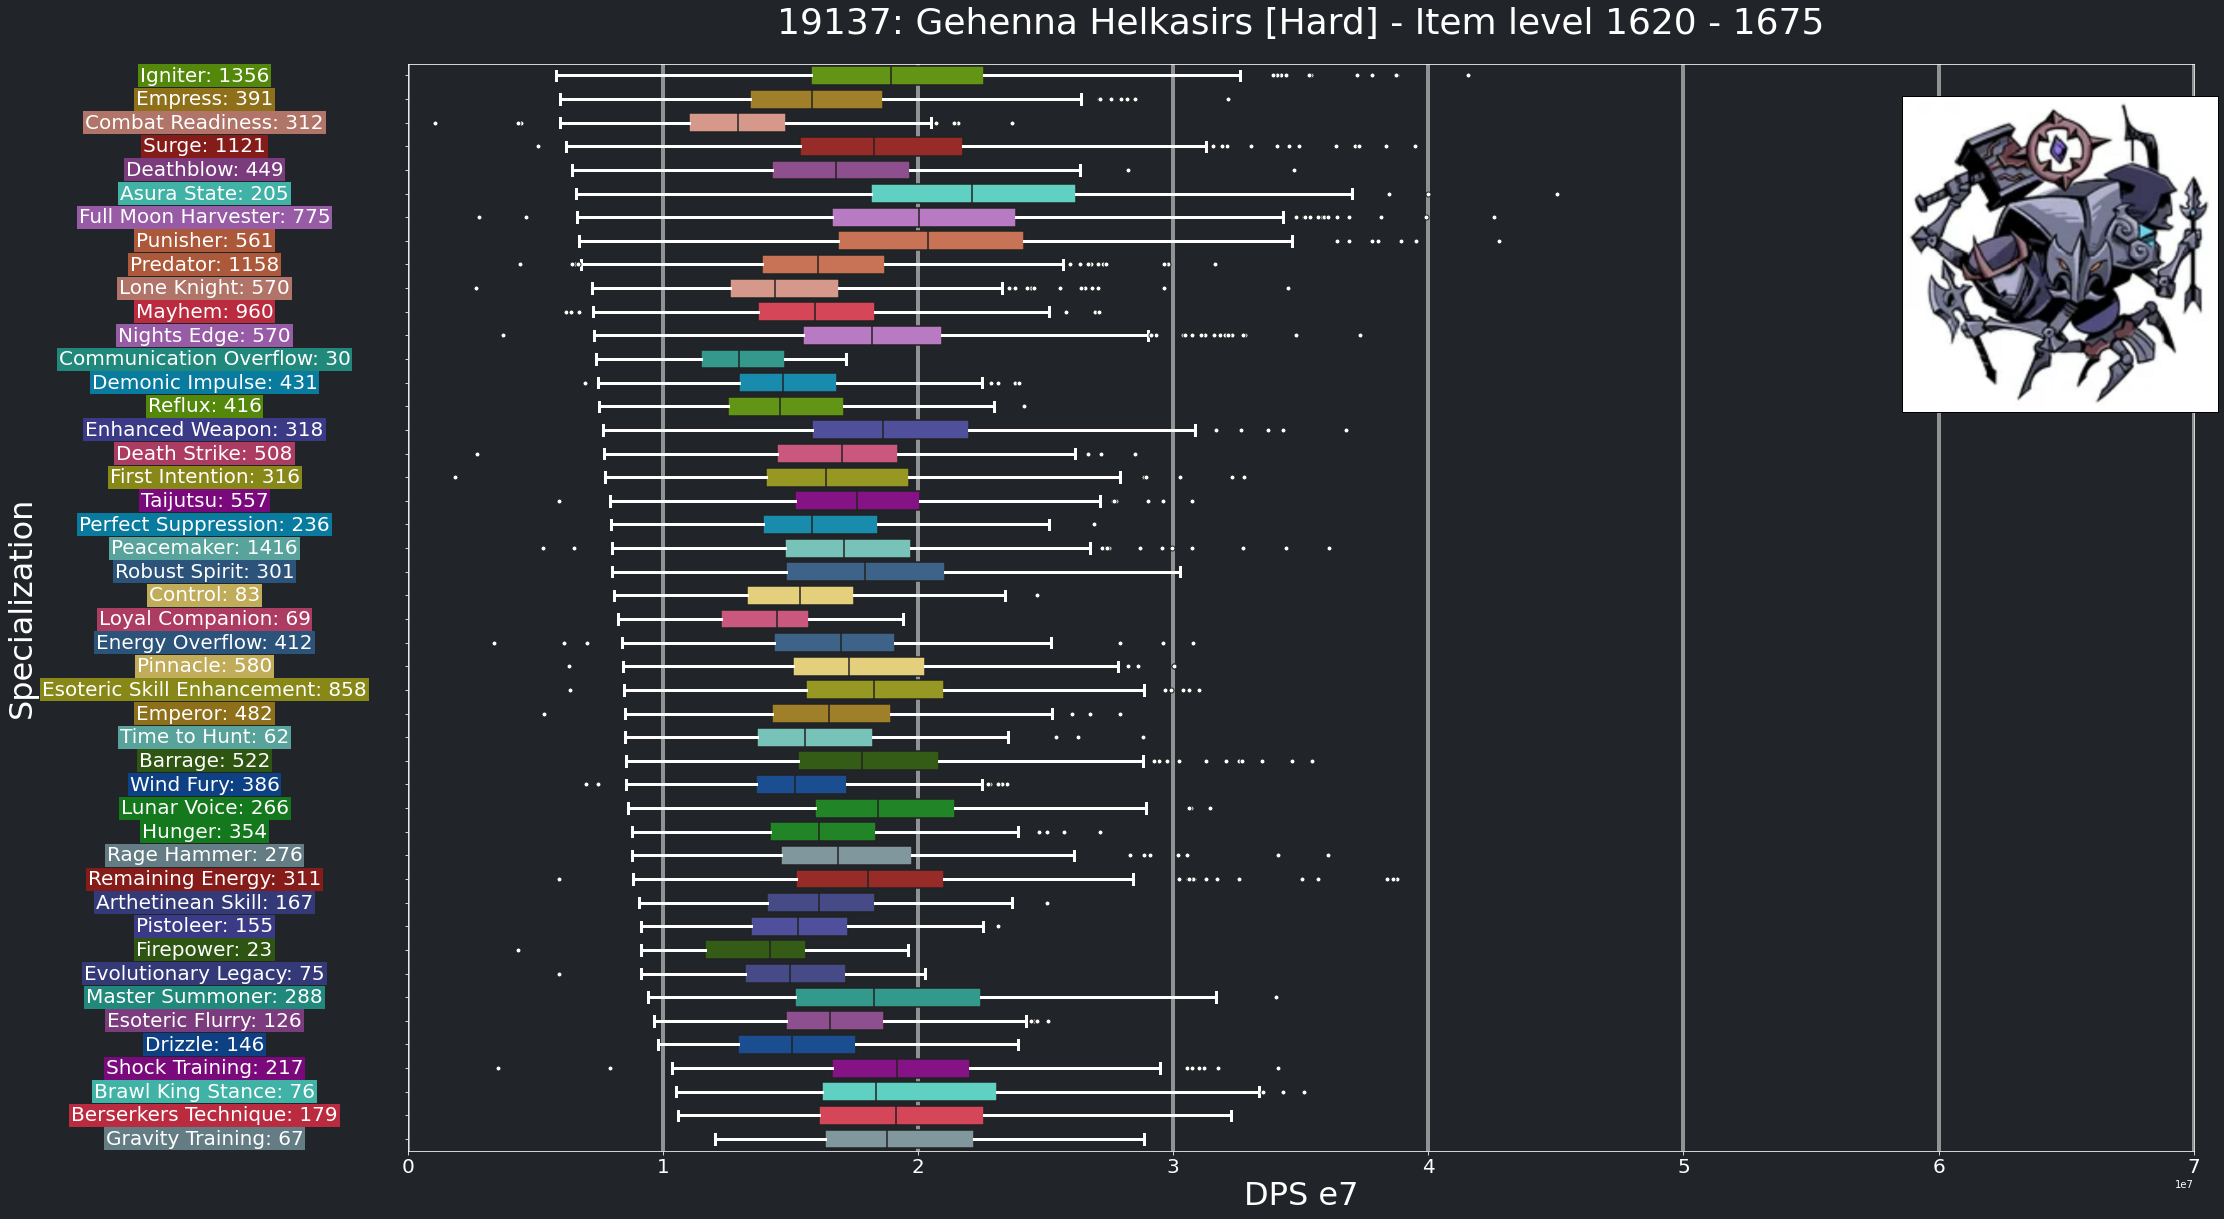 19137: Gehenna Helkasirs [Hard] - Item level 1620 - 1675
Specialization
Igniter: 1356
Empress: 391
Combat Readiness: 312
Surge: 1121
Deathblow: 449
Asura State: 205
Full Moon Harvester: 775
Punisher: 561
Predator: 1158
Lone Knight: 570
Mayhem: 960
Nights Edge: 570
Communication Overflow: 30
Demonic Impulse: 431
Reflux: 416
Enhanced Weapon: 318
Death Strike: 508
First Intention: 316
Taijutsu: 557
Perfect Suppression: 236
Peacemaker: 1416
Robust Spirit: 301
Control: 83
Loyal Companion: 69
Energy Overflow: 412
Pinnacle: 580
Esoteric Skill Enhancement: 858
Emperor: 482
Time to Hunt: 62
Barrage: 522
Wind Fury: 386
Lunar Voice: 266
Hunger: 354
Rage Hammer: 276
Remaining Energy: 311
Arthetinean Skill: 167
Pistoleer: 155
Firepower: 23
Evolutionary Legacy: 75
Master Summoner: 288
Esoteric Flurry: 126
Drizzle: 146
Shock Training: 217
Brawl King Stance: 76
Berserkers Technique: 179
Gravity Training: 67
0 1 2 3 4 5 6 7
1e7
DPS e7